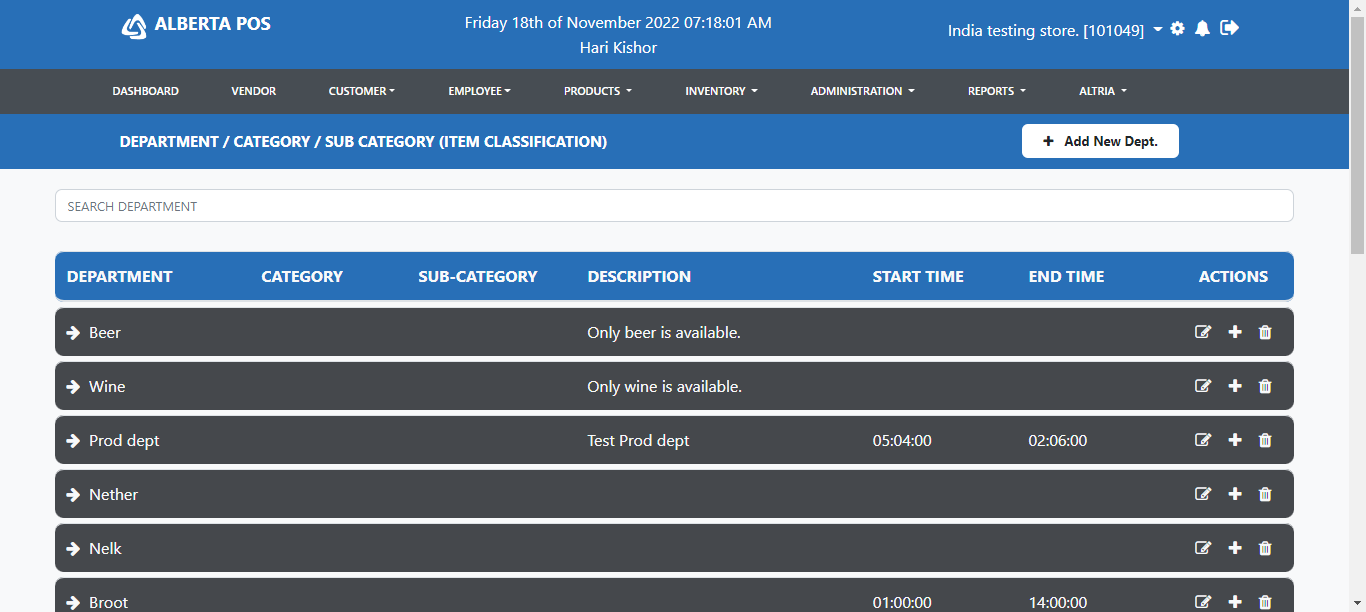 ALBERTA POS
Friday 18th of November 2022 07:18:01 AM
Hari Kishor
India testing store. [101049]
DASHBOARD VENDOR CUSTOMER EMPLOYEE PRODUCTS INVENTORY ADMINISTRATION REPORTS ALTRIA
DEPARTMENT / CATEGORY / SUB CATEGORY (ITEM CLASSIFICATION)
+ Add New Dept.
SEARCH DEPARTMENT
DEPARTMENT CATEGORY SUB-CATEGORY DESCRIPTION START TIME END TIME ACTIONS
Beer Only beer is available.
Wine Only wine is available.
Prod dept Test Prod dept 05:04:00 02:06:00
Nether
Nelk
Broot 01:00:00 14:00:00